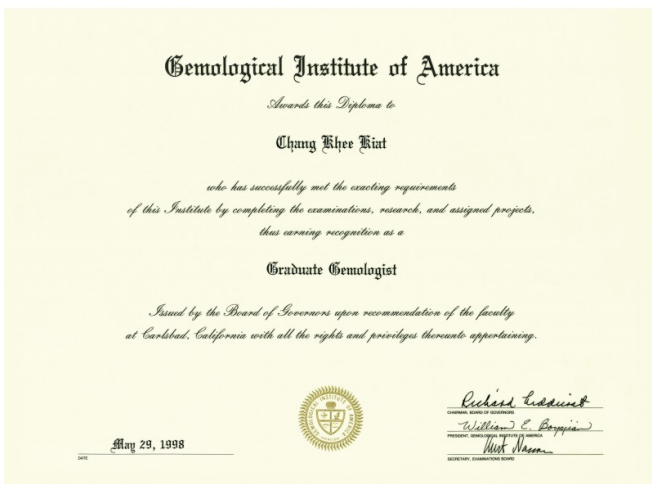 Gemological Institute of America
Awards this Diploma to
Chang Khee Kiat
who has successfully met the exacting requirements
of this Institute by completing the examinations, research, and assigned projects,
thus earning recognition as a
Graduate Gemologist
Issued by the Board of Governors upon recommendation of the faculty
at Carlsbad, California with all the rights and privileges thereunto appertaining.
GEMOLOGICAL INSTITUTE OF AMERICA
Richard
CHAIRMAN, BOARD OF GOVERNORS
William E. Boyajian
PRESIDENT, GEMOLOGICAL INSTITUTE OF AMERICA
SECRETARY, EXAMINATIONS BOARD
May 29, 1998
DATE